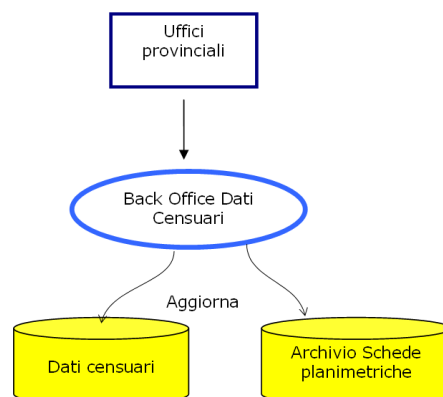 Uffici
provinciali
Back Office Dati
Censuari
Aggiorna
Dati censuari
Archivio Schede
planimetriche